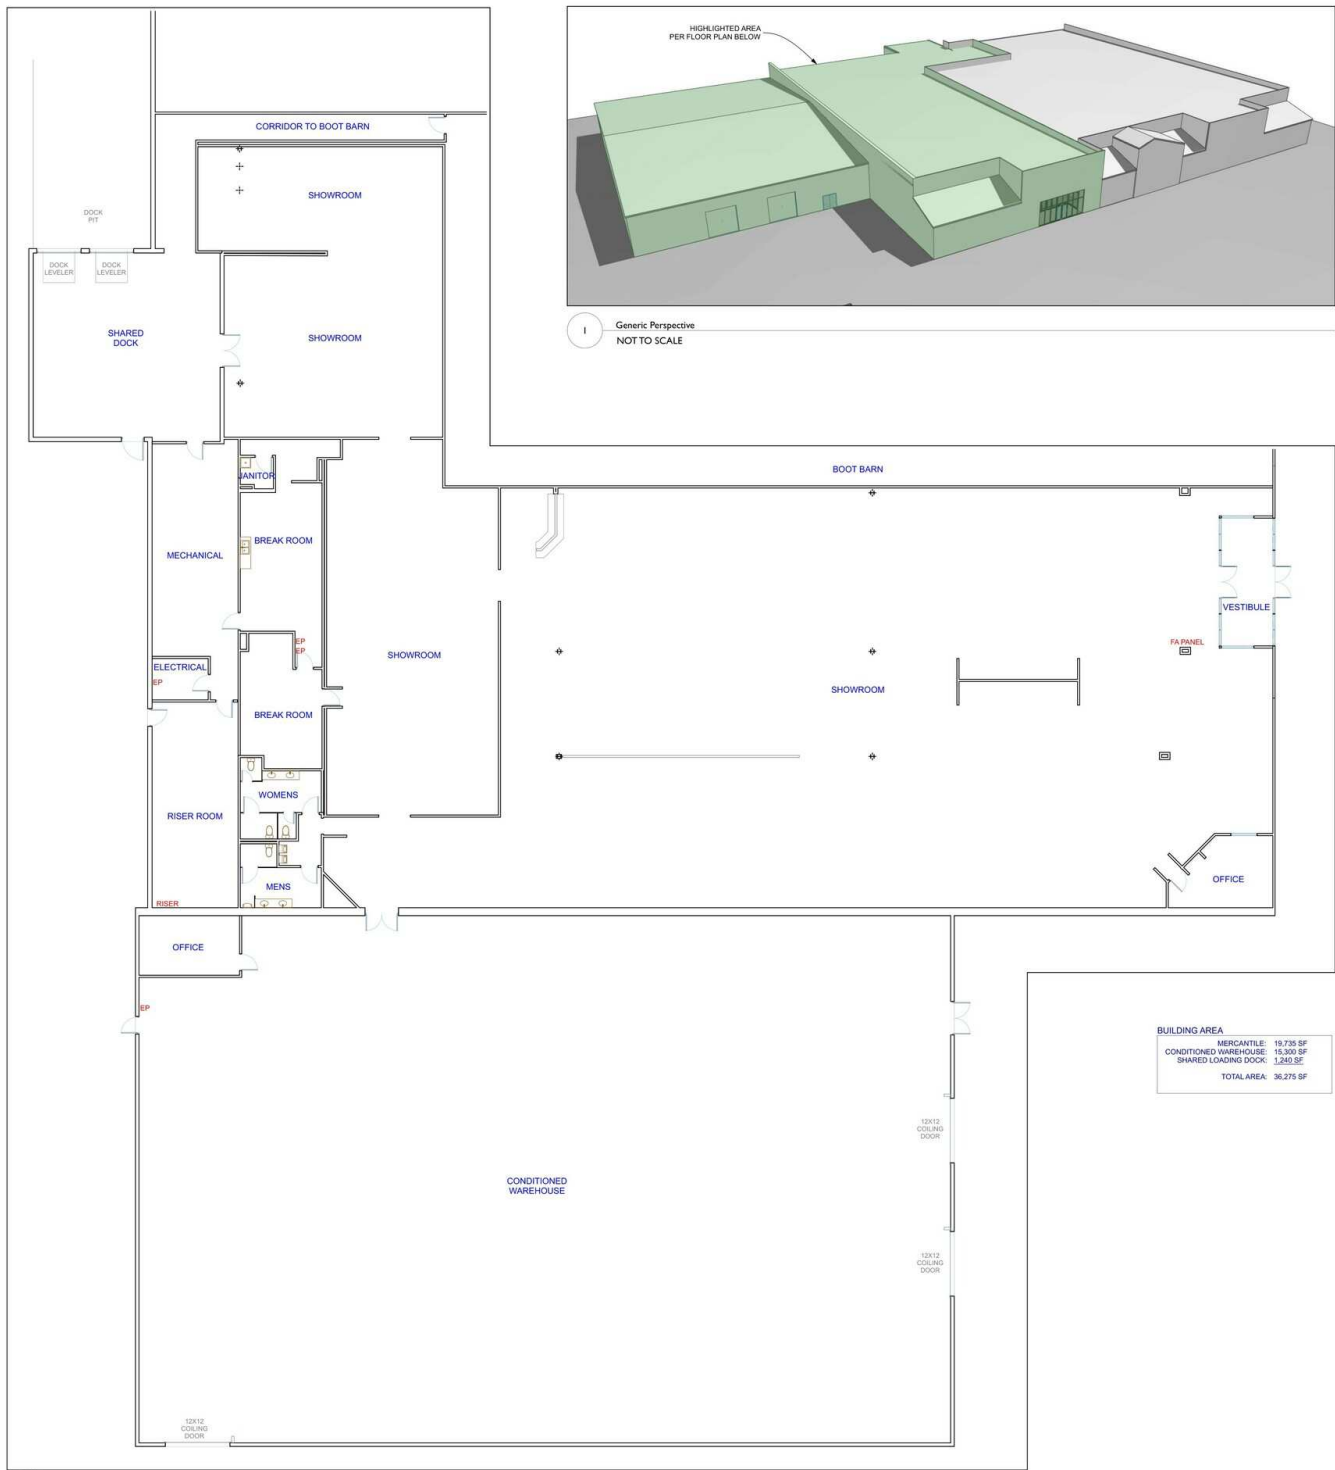 HIGHLIGHTED AREA
PER FLOOR PLAN BELOW
1
Generic Perspective
NOT TO SCALE
CORRIDOR TO BOOT BARN
SHOWROOM
DOCK
PIT
DOCK
LEVELER
DOCK
LEVELER
SHARED
DOCK
SHOWROOM
BOOT BARN
JANITOR
BREAK ROOM
MECHANICAL
VESTIBULE
EP
EP
FA PANEL
SHOWROOM
ELECTRICAL
EP
SHOWROOM
BREAK ROOM
WOMENS
RISER ROOM
OFFICE
MENS
RISER
OFFICE
EP
BUILDING AREA
MERCANTILE: 19,735 SF
CONDITIONED WAREHOUSE: 15,300 SF
SHARED LOADING DOCK: 1,240 SF
TOTAL AREA: 36,275 SF
12X12
COILING
DOOR
CONDITIONED
WAREHOUSE
12X12
COILING
DOOR
12X12
COILING
DOOR